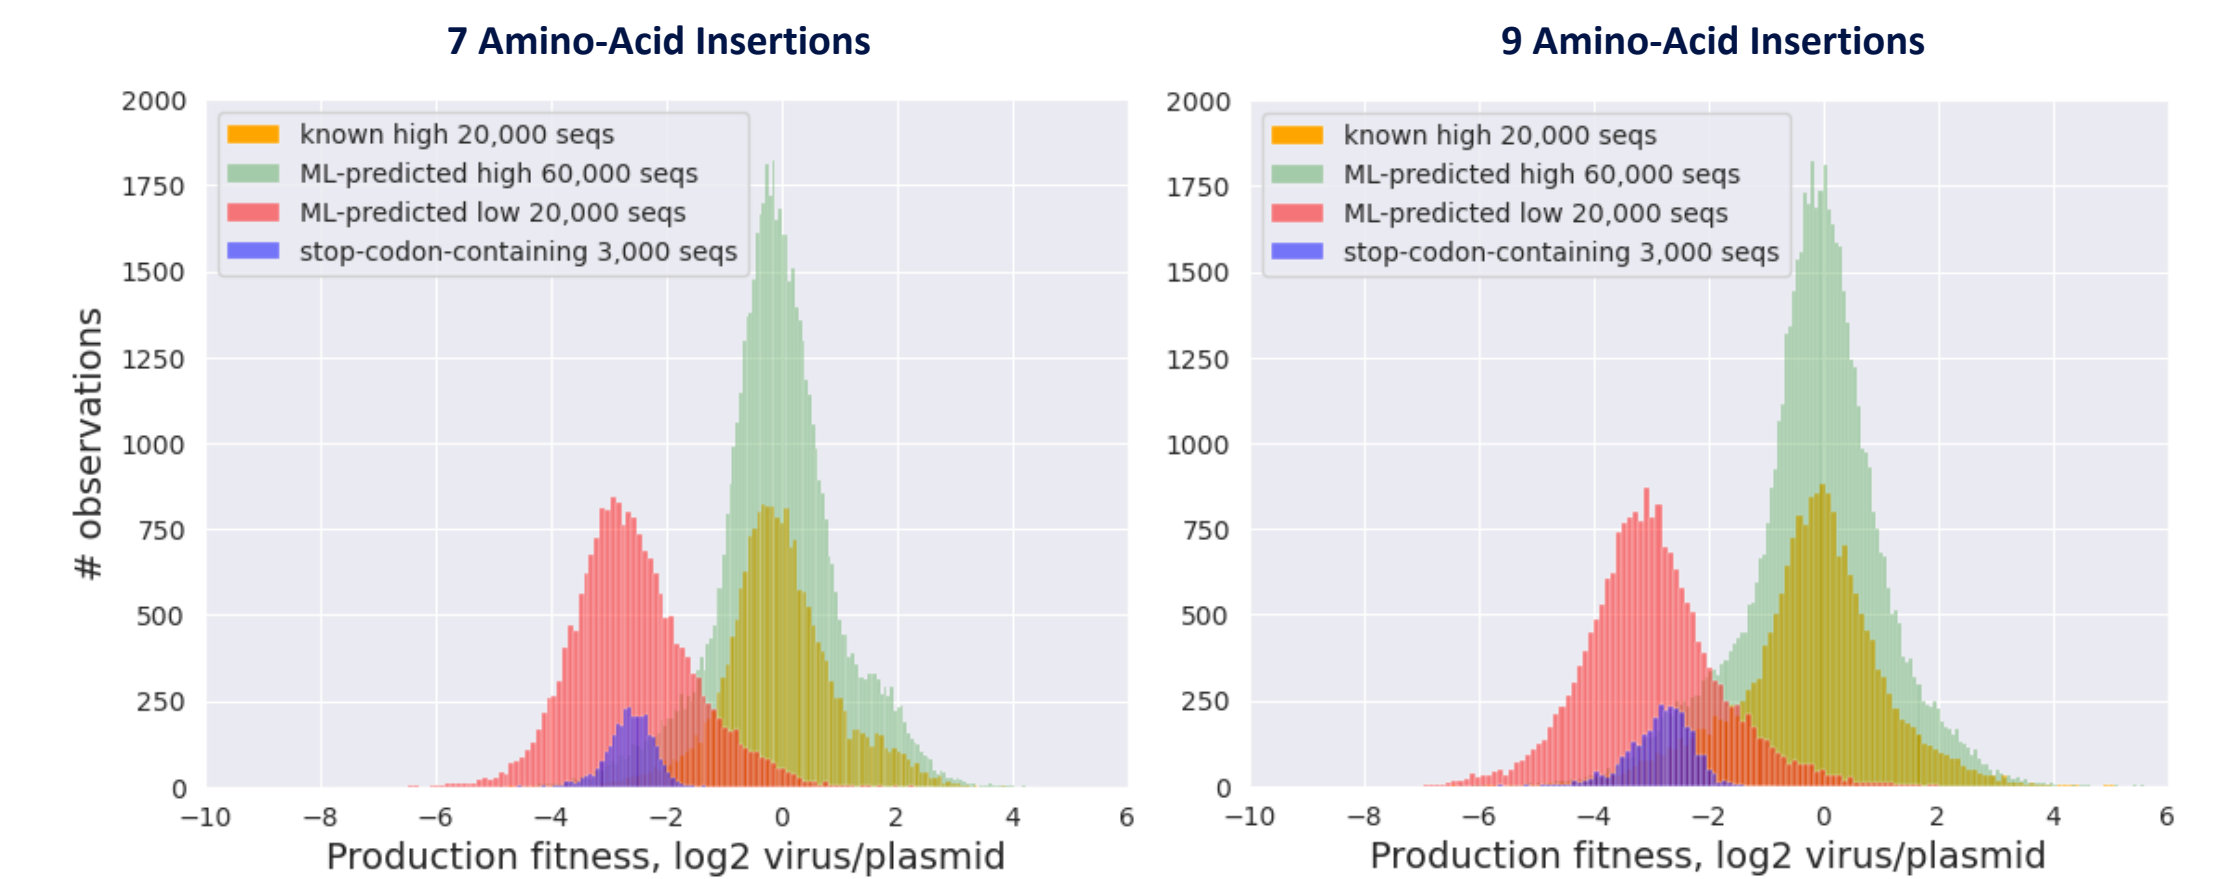 7 Amino-Acid Insertions
2000
1750
1500
1250
1000
750
500
250
0
# observations
known high 20,000 seqs
ML-predicted high 60,000 seqs
ML-predicted low 20,000 seqs
stop-codon-containing 3,000 seqs
−10 −8 −6 −4 −2 0 2 4 6
Production fitness, log2 virus/plasmid
9 Amino-Acid Insertions
2000
1750
1500
1250
1000
750
500
250
0
known high 20,000 seqs
ML-predicted high 60,000 seqs
ML-predicted low 20,000 seqs
stop-codon-containing 3,000 seqs
−10 −8 −6 −4 −2 0 2 4 6
Production fitness, log2 virus/plasmid